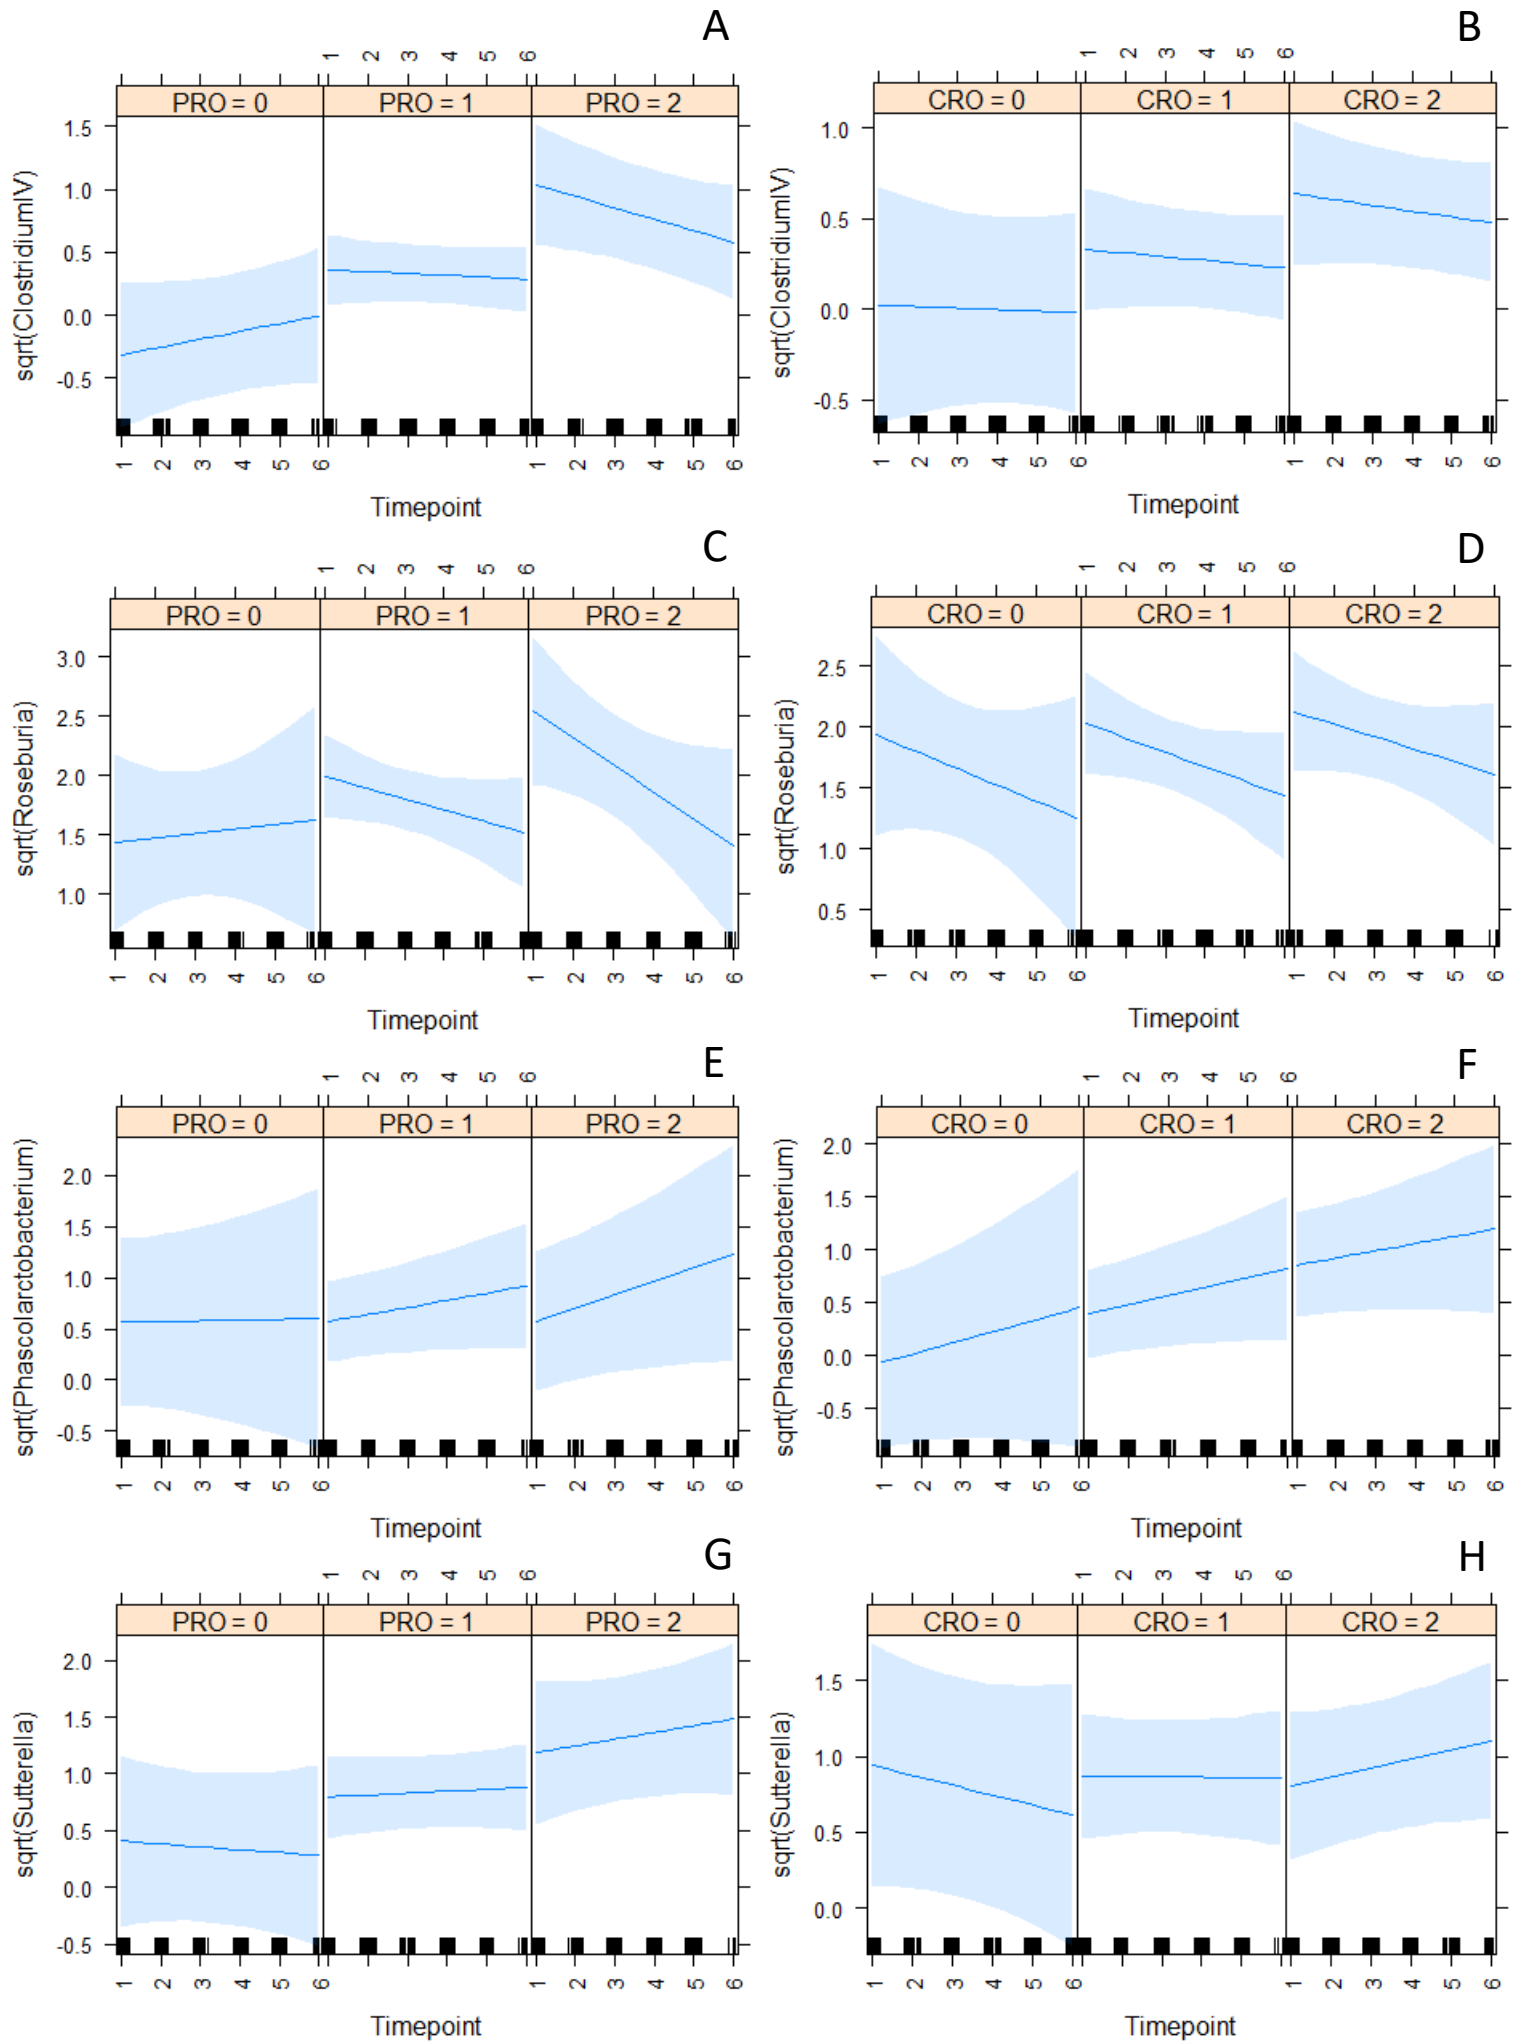 A
1 2 3 4 5 6
PRO = 0 PRO = 1 PRO = 2
sqrt(ClostridiumIV)
1.5
1.0
0.5
0.0
-0.5
1 2 3 4 5 6 1 2 3 4 5 6
Timepoint
B
1 2 3 4 5 6
CRO = 0 CRO = 1 CRO = 2
sqrt(ClostridiumIV)
1.0
0.5
0.0
-0.5
1 2 3 4 5 6 1 2 3 4 5 6
Timepoint
C
1 2 3 4 5 6
PRO = 0 PRO = 1 PRO = 2
sqrt(Roseburia)
3.0
2.5
2.0
1.5
1.0
1 2 3 4 5 6 1 2 3 4 5 6
Timepoint
D
1 2 3 4 5 6
CRO = 0 CRO = 1 CRO = 2
sqrt(Roseburia)
2.5
2.0
1.5
1.0
0.5
1 2 3 4 5 6 1 2 3 4 5 6
Timepoint
E
1 2 3 4 5 6
PRO = 0 PRO = 1 PRO = 2
sqrt(Phascolarctobacterium)
2.0
1.5
1.0
0.5
0.0
-0.5
1 2 3 4 5 6 1 2 3 4 5 6
Timepoint
F
1 2 3 4 5 6
CRO = 0 CRO = 1 CRO = 2
sqrt(Phascolarctobacterium)
2.0
1.5
1.0
0.5
0.0
-0.5
1 2 3 4 5 6 1 2 3 4 5 6
Timepoint
G
1 2 3 4 5 6
PRO = 0 PRO = 1 PRO = 2
sqrt(Sutterella)
2.0
1.5
1.0
0.5
0.0
-0.5
1 2 3 4 5 6 1 2 3 4 5 6
Timepoint
H
1 2 3 4 5 6
CRO = 0 CRO = 1 CRO = 2
sqrt(Sutterella)
1.5
1.0
0.5
0.0
1 2 3 4 5 6 1 2 3 4 5 6
Timepoint